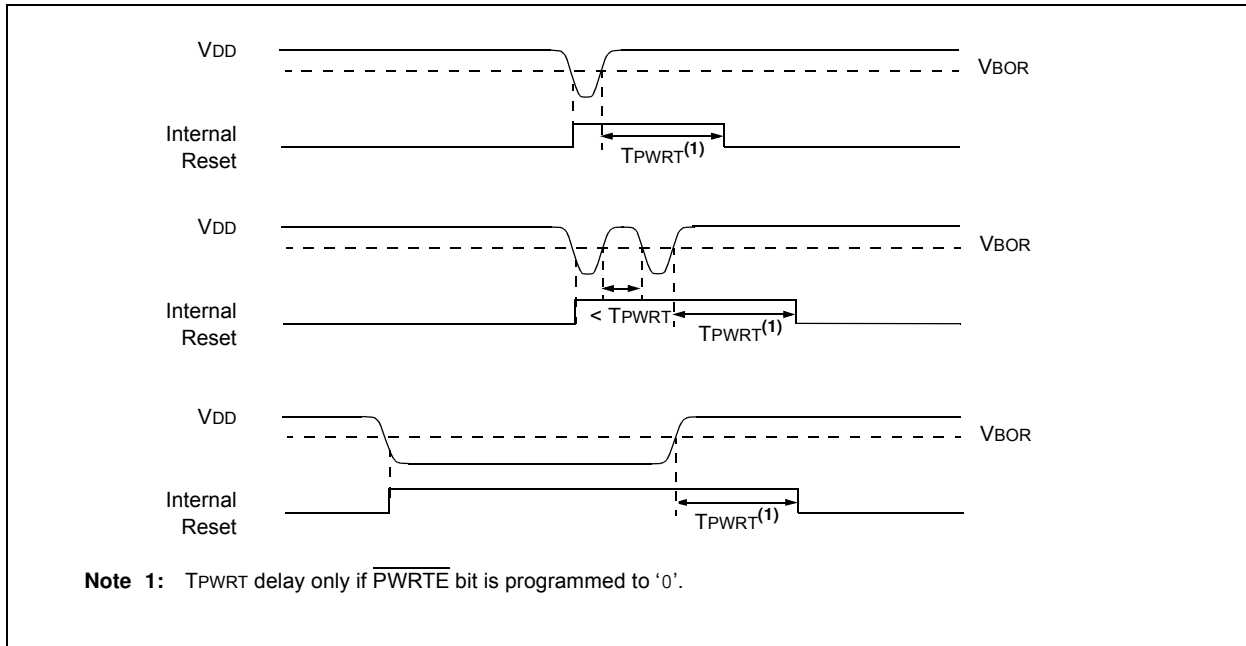 VDD
VBOR
Internal
Reset
TPWRT(1)
VDD
VBOR
Internal
Reset
< TPWRT
TPWRT(1)
VDD
VBOR
Internal
Reset
TPWRT(1)
Note 1: TPWRT delay only if PWRTE bit is programmed to ‘0’.